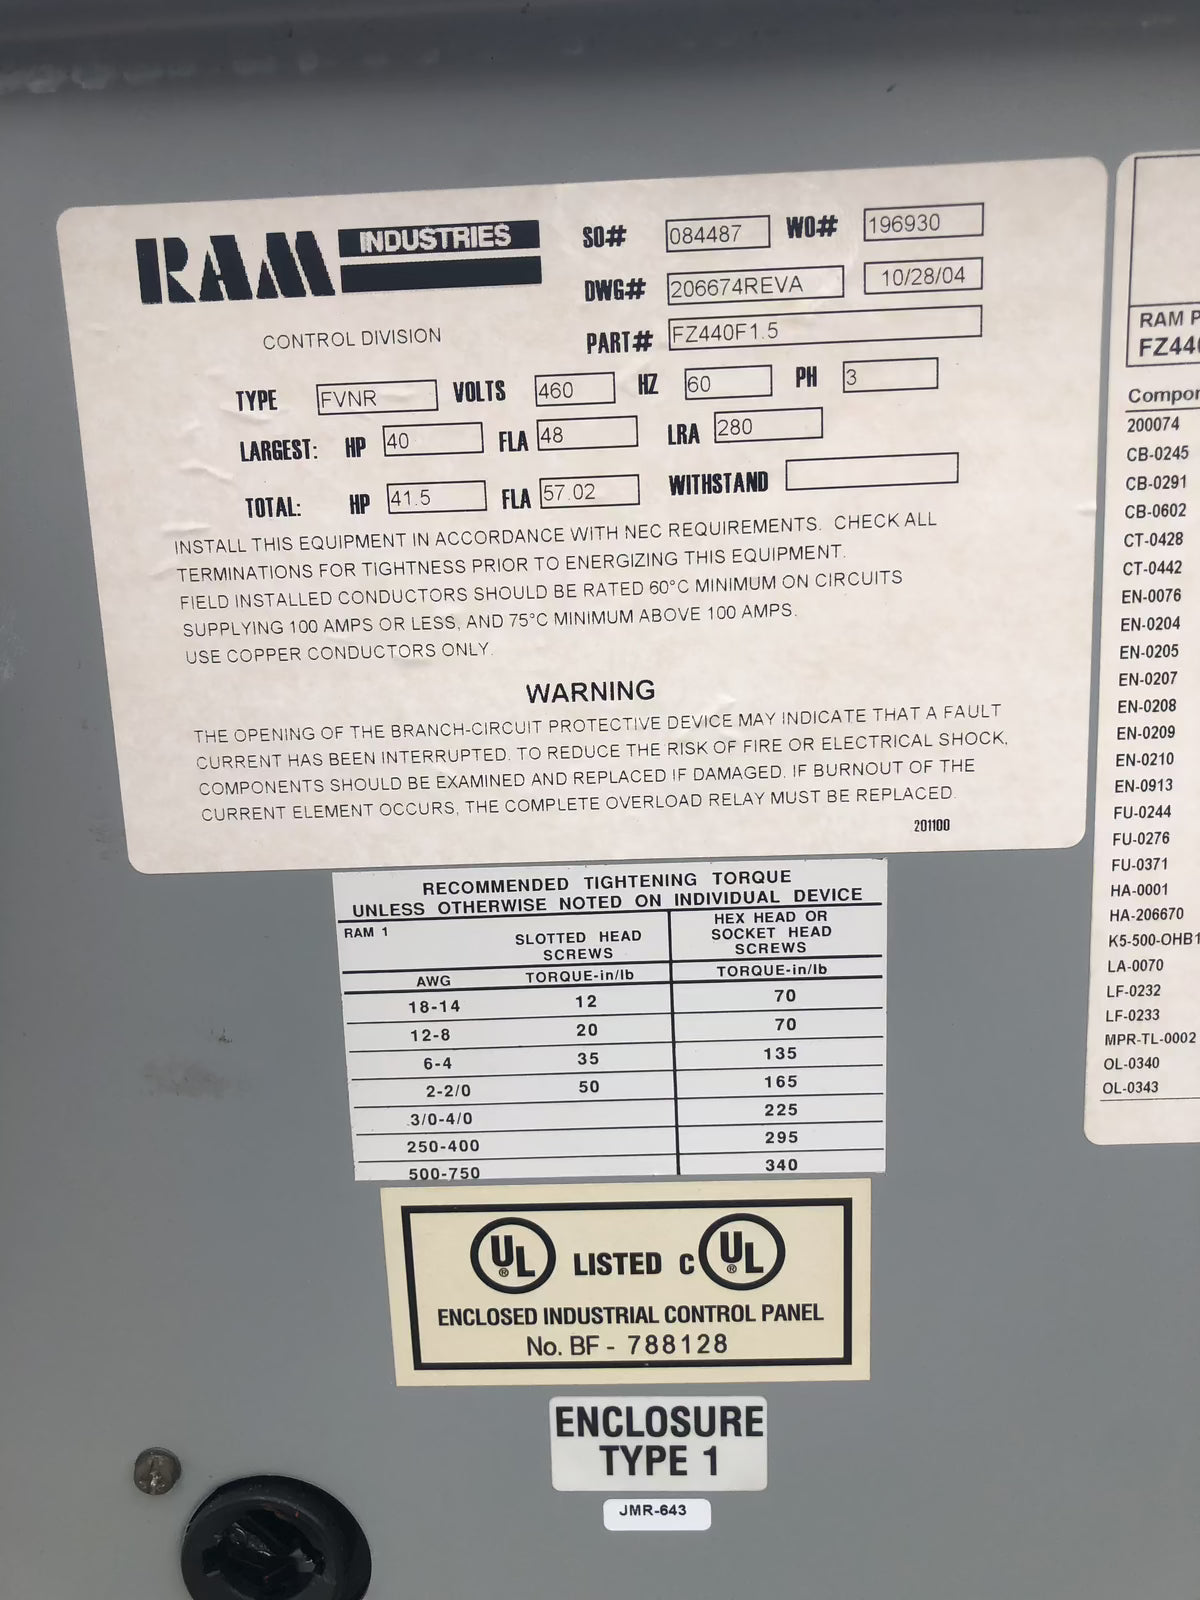 RAM INDUSTRIES
CONTROL DIVISION
SO# 084487 WO# 196930
DWG# 206674REVA 10/28/04
PART# FZ440F1.5
TYPE FVNR VOLTS 460 HZ 60 PH 3
LARGEST: HP 40 FLA 48 LRA 280
TOTAL: HP 41.5 FLA 57.02 WITHSTAND
INSTALL THIS EQUIPMENT IN ACCORDANCE WITH NEC REQUIREMENTS. CHECK ALL
TERMINATIONS FOR TIGHTNESS PRIOR TO ENERGIZING THIS EQUIPMENT.
FIELD INSTALLED CONDUCTORS SHOULD BE RATED 60°C MINIMUM ON CIRCUITS
SUPPLYING 100 AMPS OR LESS, AND 75°C MINIMUM ABOVE 100 AMPS.
USE COPPER CONDUCTORS ONLY.
WARNING
THE OPENING OF THE BRANCH-CIRCUIT PROTECTIVE DEVICE MAY INDICATE THAT A FAULT
CURRENT HAS BEEN INTERRUPTED. TO REDUCE THE RISK OF FIRE OR ELECTRICAL SHOCK,
COMPONENTS SHOULD BE EXAMINED AND REPLACED IF DAMAGED. IF BURNOUT OF THE
CURRENT ELEMENT OCCURS, THE COMPLETE OVERLOAD RELAY MUST BE REPLACED.
201100
RAM P
FZ440
Compor
200074
CB-0245
CB-0291
CB-0602
CT-0428
CT-0442
EN-0076
EN-0204
EN-0205
EN-0207
EN-0208
EN-0209
EN-0210
EN-0913
FU-0244
FU-0276
FU-0371
HA-0001
HA-206670
K5-500-OHB1
LA-0070
LF-0232
LF-0233
MPR-TL-0002
OL-0340
OL-0343
RECOMMENDED TIGHTENING TORQUE
UNLESS OTHERWISE NOTED ON INDIVIDUAL DEVICE
RAM 1
SLOTTED HEAD
SCREWS
HEX HEAD OR
SOCKET HEAD
SCREWS
AWG TORQUE-in/lb TORQUE-in/lb
18-14 12 70
12-8 20 70
6-4 35 135
2-2/0 50 165
3/0-4/0 225
250-400 295
500-750 340
UL® LISTED C UL®
ENCLOSED INDUSTRIAL CONTROL PANEL
No. BF - 788128
ENCLOSURE
TYPE 1
JMR-643